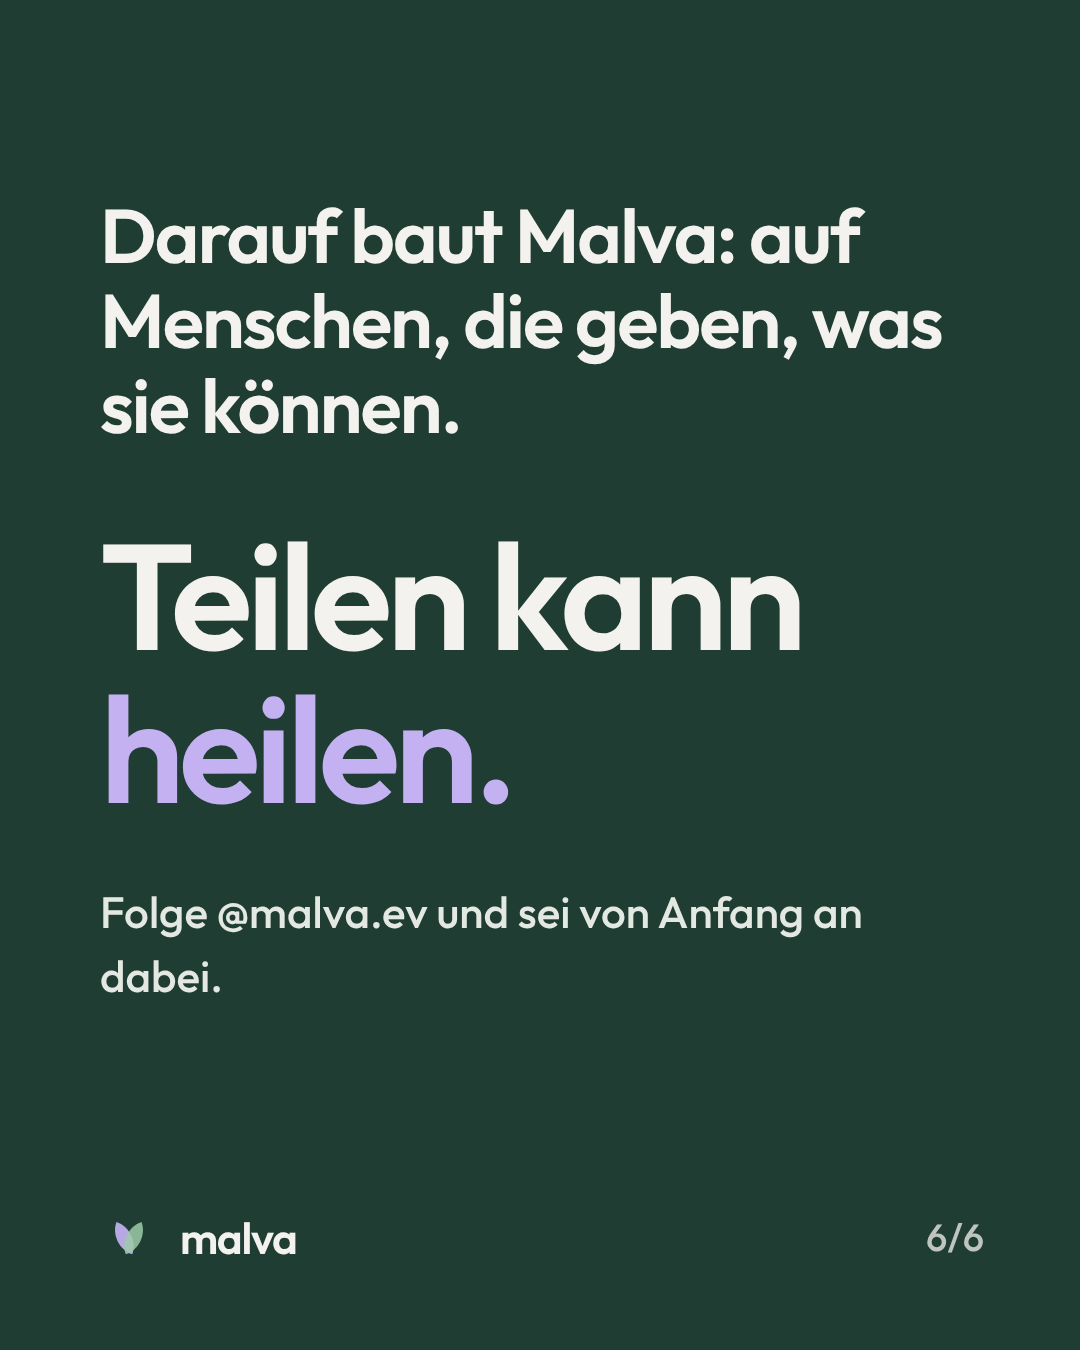 Darauf baut Malva: auf
Menschen, die geben, was
sie können.
Teilen kann
heilen.
Folge @malva.ev und sei von Anfang an
dabei.
malva
6/6